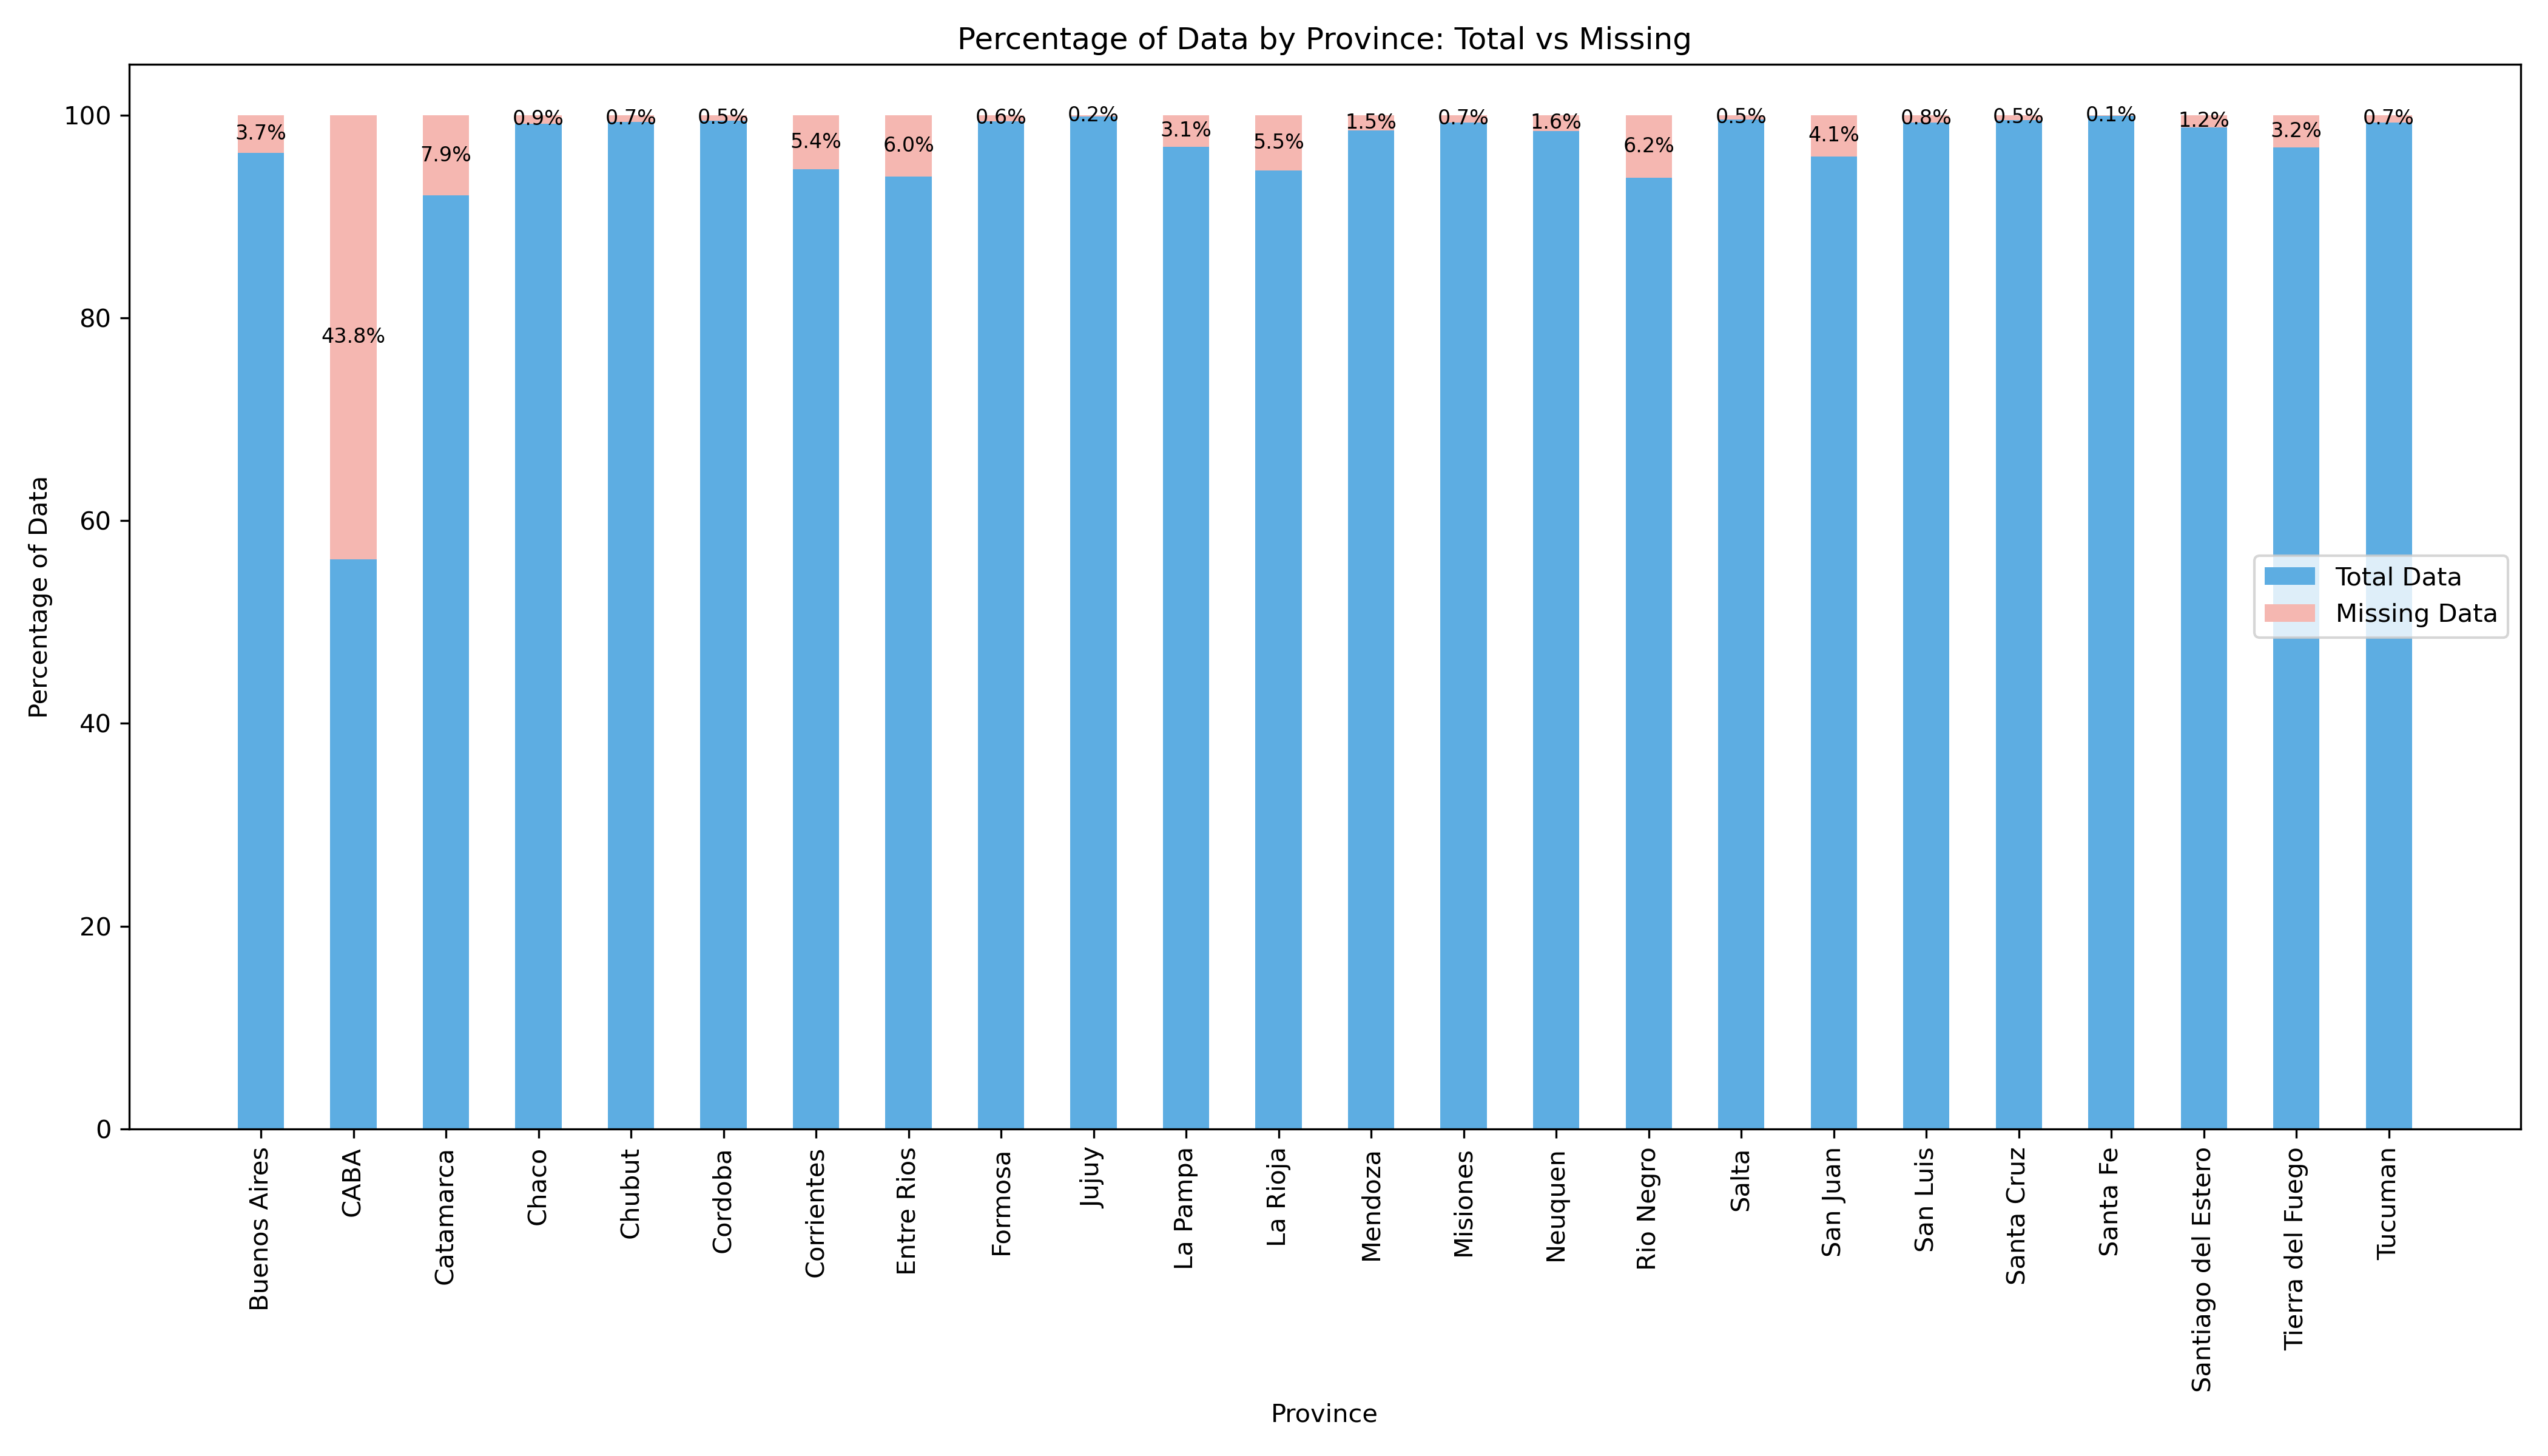 Percentage of Data by Province: Total vs Missing
Percentage of Data
100
80
60
40
20
0
3.7%
43.8%
7.9%
0.9%
0.7%
0.5%
5.4%
6.0%
0.6%
0.2%
3.1%
5.5%
1.5%
0.7%
1.6%
6.2%
0.5%
4.1%
0.8%
0.5%
0.1%
1.2%
3.2%
0.7%
Total Data
Missing Data
Buenos Aires
CABA
Catamarca
Chaco
Chubut
Cordoba
Corrientes
Entre Rios
Formosa
Jujuy
La Pampa
La Rioja
Mendoza
Misiones
Neuquen
Rio Negro
Salta
San Juan
San Luis
Santa Cruz
Santa Fe
Santiago del Estero
Tierra del Fuego
Tucuman
Province